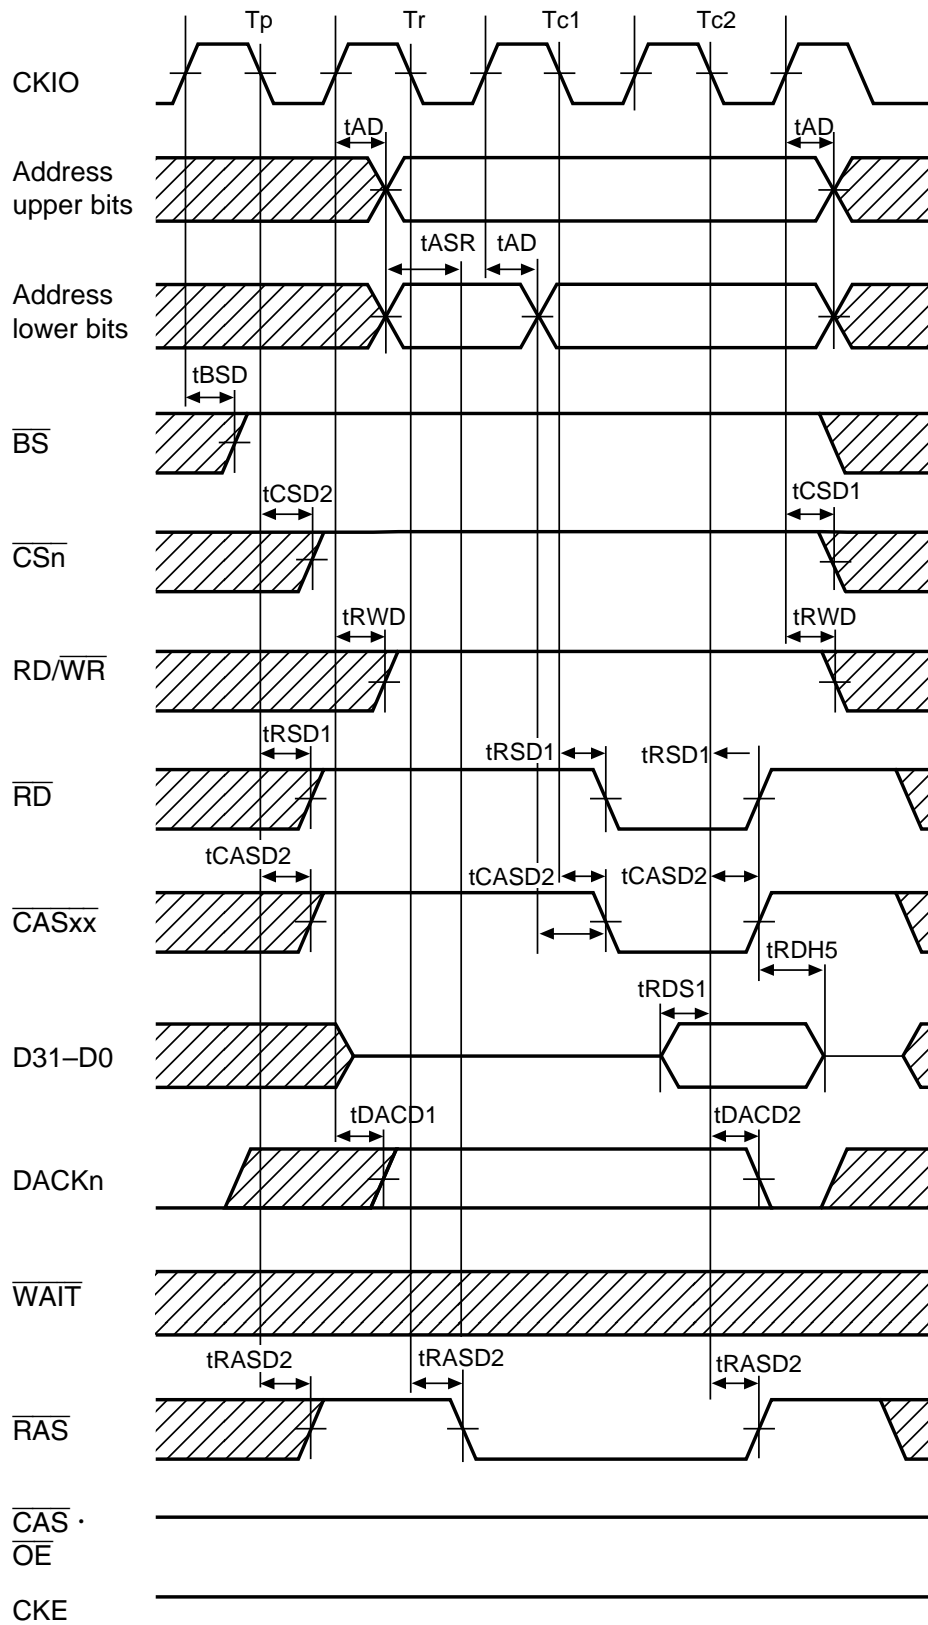 Tp Tr Tc1 Tc2
CKIO
tAD tAD
Address
upper bits
tASR tAD
Address
lower bits
tBSD
BS
tCSD2 tCSD1
CSn
tRWD tRWD
RD/WR
tRSD1 tRSD1 tRSD1
RD
tCASD2 tCASD2 tCASD2
CASxx
tRDH5
tRDS1
D31–D0
tDACD1 tDACD2
DACKn
WAIT
tRASD2 tRASD2 tRASD2
RAS
CAS ·
OE
CKE